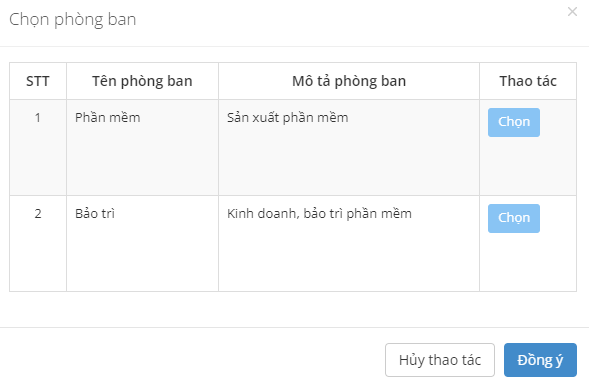 Chọn phòng ban
×
STT Tên phòng ban Mô tả phòng ban Thao tác
1 Phần mềm Sản xuất phần mềm Chọn
2 Bảo trì Kinh doanh, bảo trì phần mềm Chọn
Hủy thao tác Đồng ý